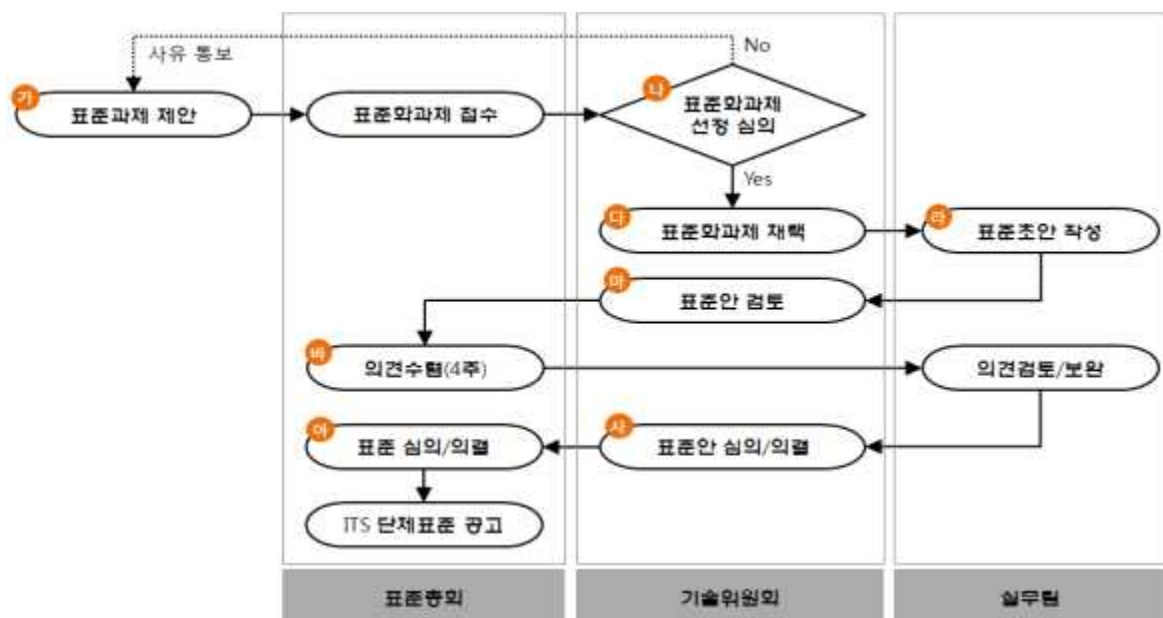 사유 통보
No
가
표준과제 제안
표준화과제 접수
나
표준화과제
선정 심의
Yes
다
표준화과제 채택
라
표준초안 작성
마
표준안 검토
바
의견수렴(4주)
의견검토/보완
아
표준 심의/의결
사
표준안 심의/의결
ITS 단체표준 공고
표준총회
기술위원회
실무팀